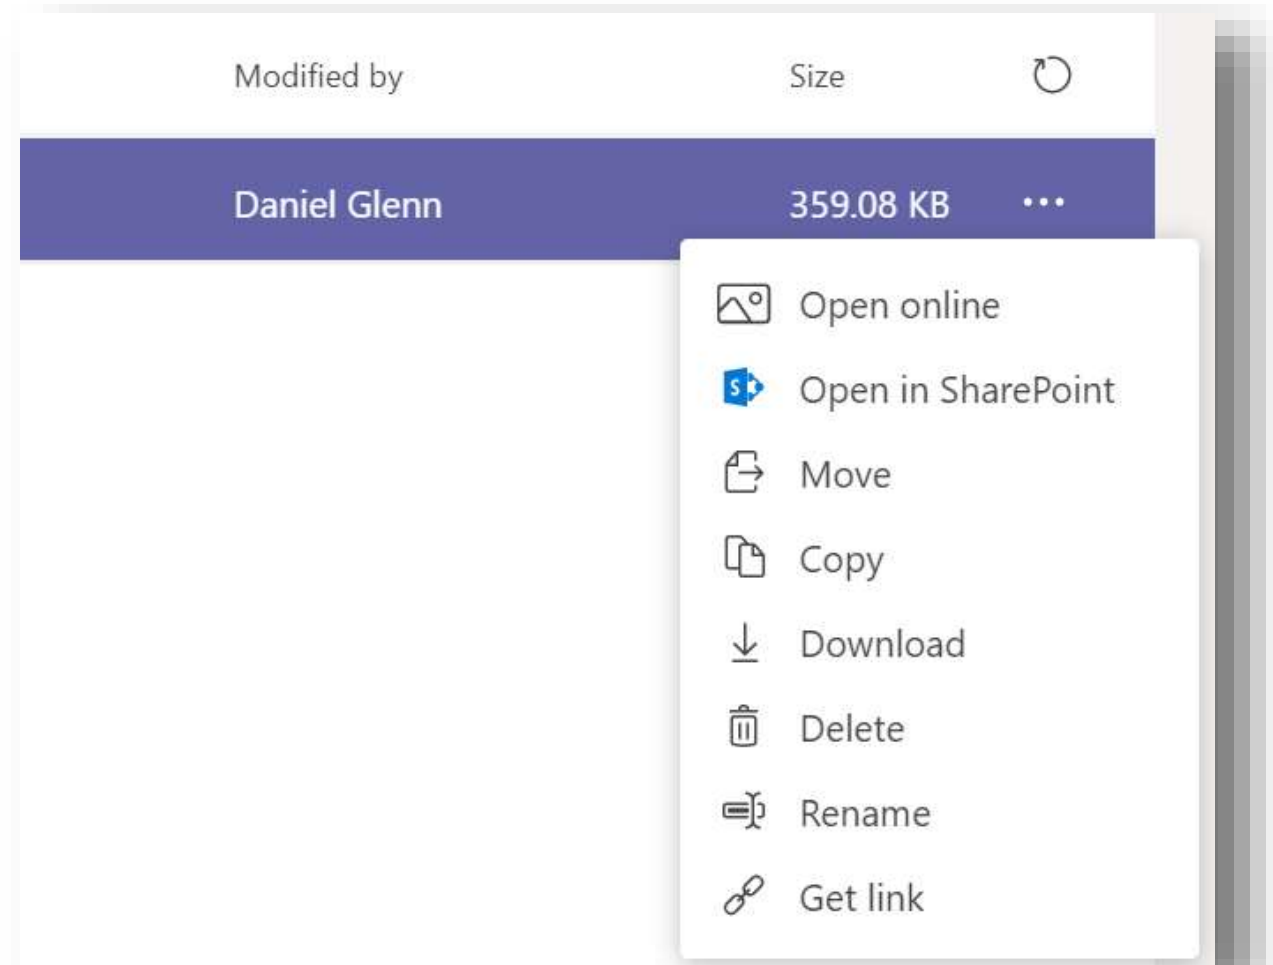 Modified by Size
Daniel Glenn 359.08 KB ...
Open online
S Open in SharePoint
Move
Copy
Download
Delete
Rename
Get link